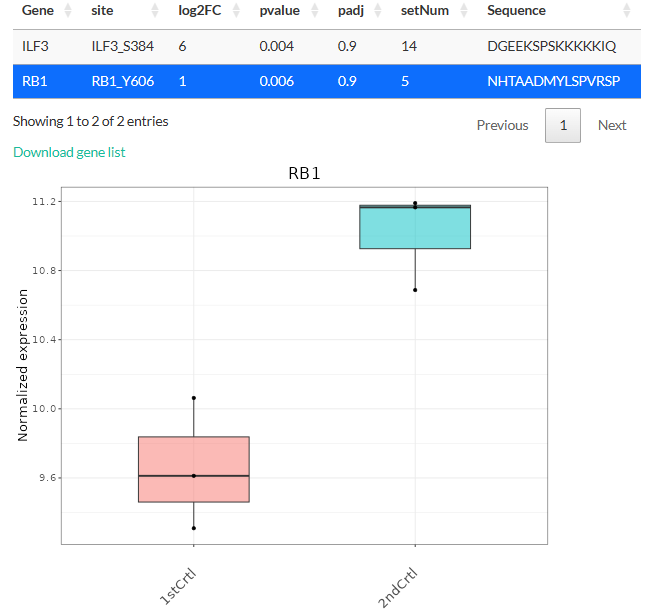 Gene site log2FC pvalue padj setNum Sequence
ILF3 ILF3_S384 6 0.004 0.9 14 DGEEKSPSKKKKKIQ
RB1 RB1_Y606 1 0.006 0.9 5 NHTAADMYLSPVRSP
Showing 1 to 2 of 2 entries
Previous 1 Next
Download gene list
RB1
11.2
10.8
10.4
10.0
9.6
Normalized expression
1stCrtl
2ndCrtl